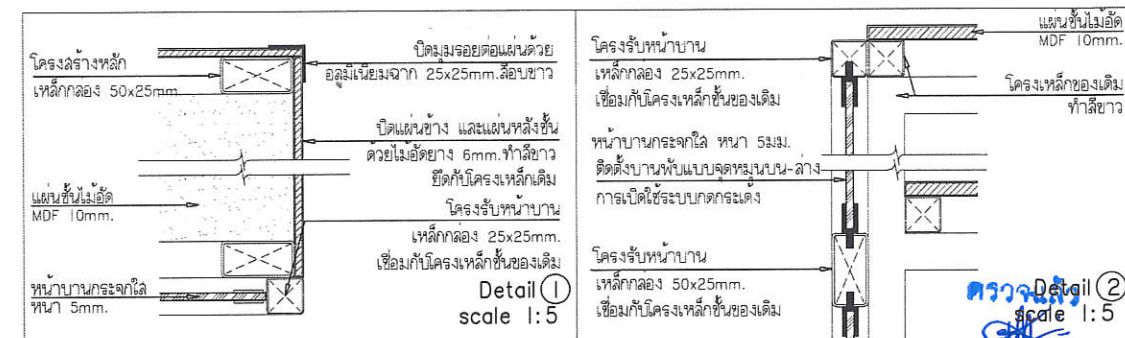 โครงสร้างหลัก
เหล็กกล่อง 50x25mm.
แผ่นชั้นไม้อัด
MDF 10mm.
หน้าบานกระจกใส
หนา 5mm.
ปิดมุมรอยต่อแผ่นด้วย
อลูมิเนียมฉาก 25x25mm.สีอบขาว
ปิดแผ่นข้าง และแผ่นหลังชั้น
ด้วยไม้อัดยาง 6mm.ทำสีขาว
ยึดกับโครงเหล็กเดิม
โครงรับหน้าบาน
เหล็กกล่อง 25x25mm.
เชื่อมกับโครงเหล็กชั้นของเดิม
Detail 1
scale 1:5
โครงรับหน้าบาน
เหล็กกล่อง 25x25mm.
เชื่อมกับโครงเหล็กชั้นของเดิม
หน้าบานกระจกใส หนา 5มม.
ติดตั้งบานพับแบบจุดหมุนบน-ล่าง
การเปิดใช้ระบบกดกระเด้ง
โครงรับหน้าบาน
เหล็กกล่อง 50x25mm.
เชื่อมกับโครงเหล็กชั้นของเดิม
แผ่นชั้นไม้อัด
MDF 10mm.
โครงเหล็กของเดิม
ทำสีขาว
ตรวจแล้ว
Detail 2
scale 1:5